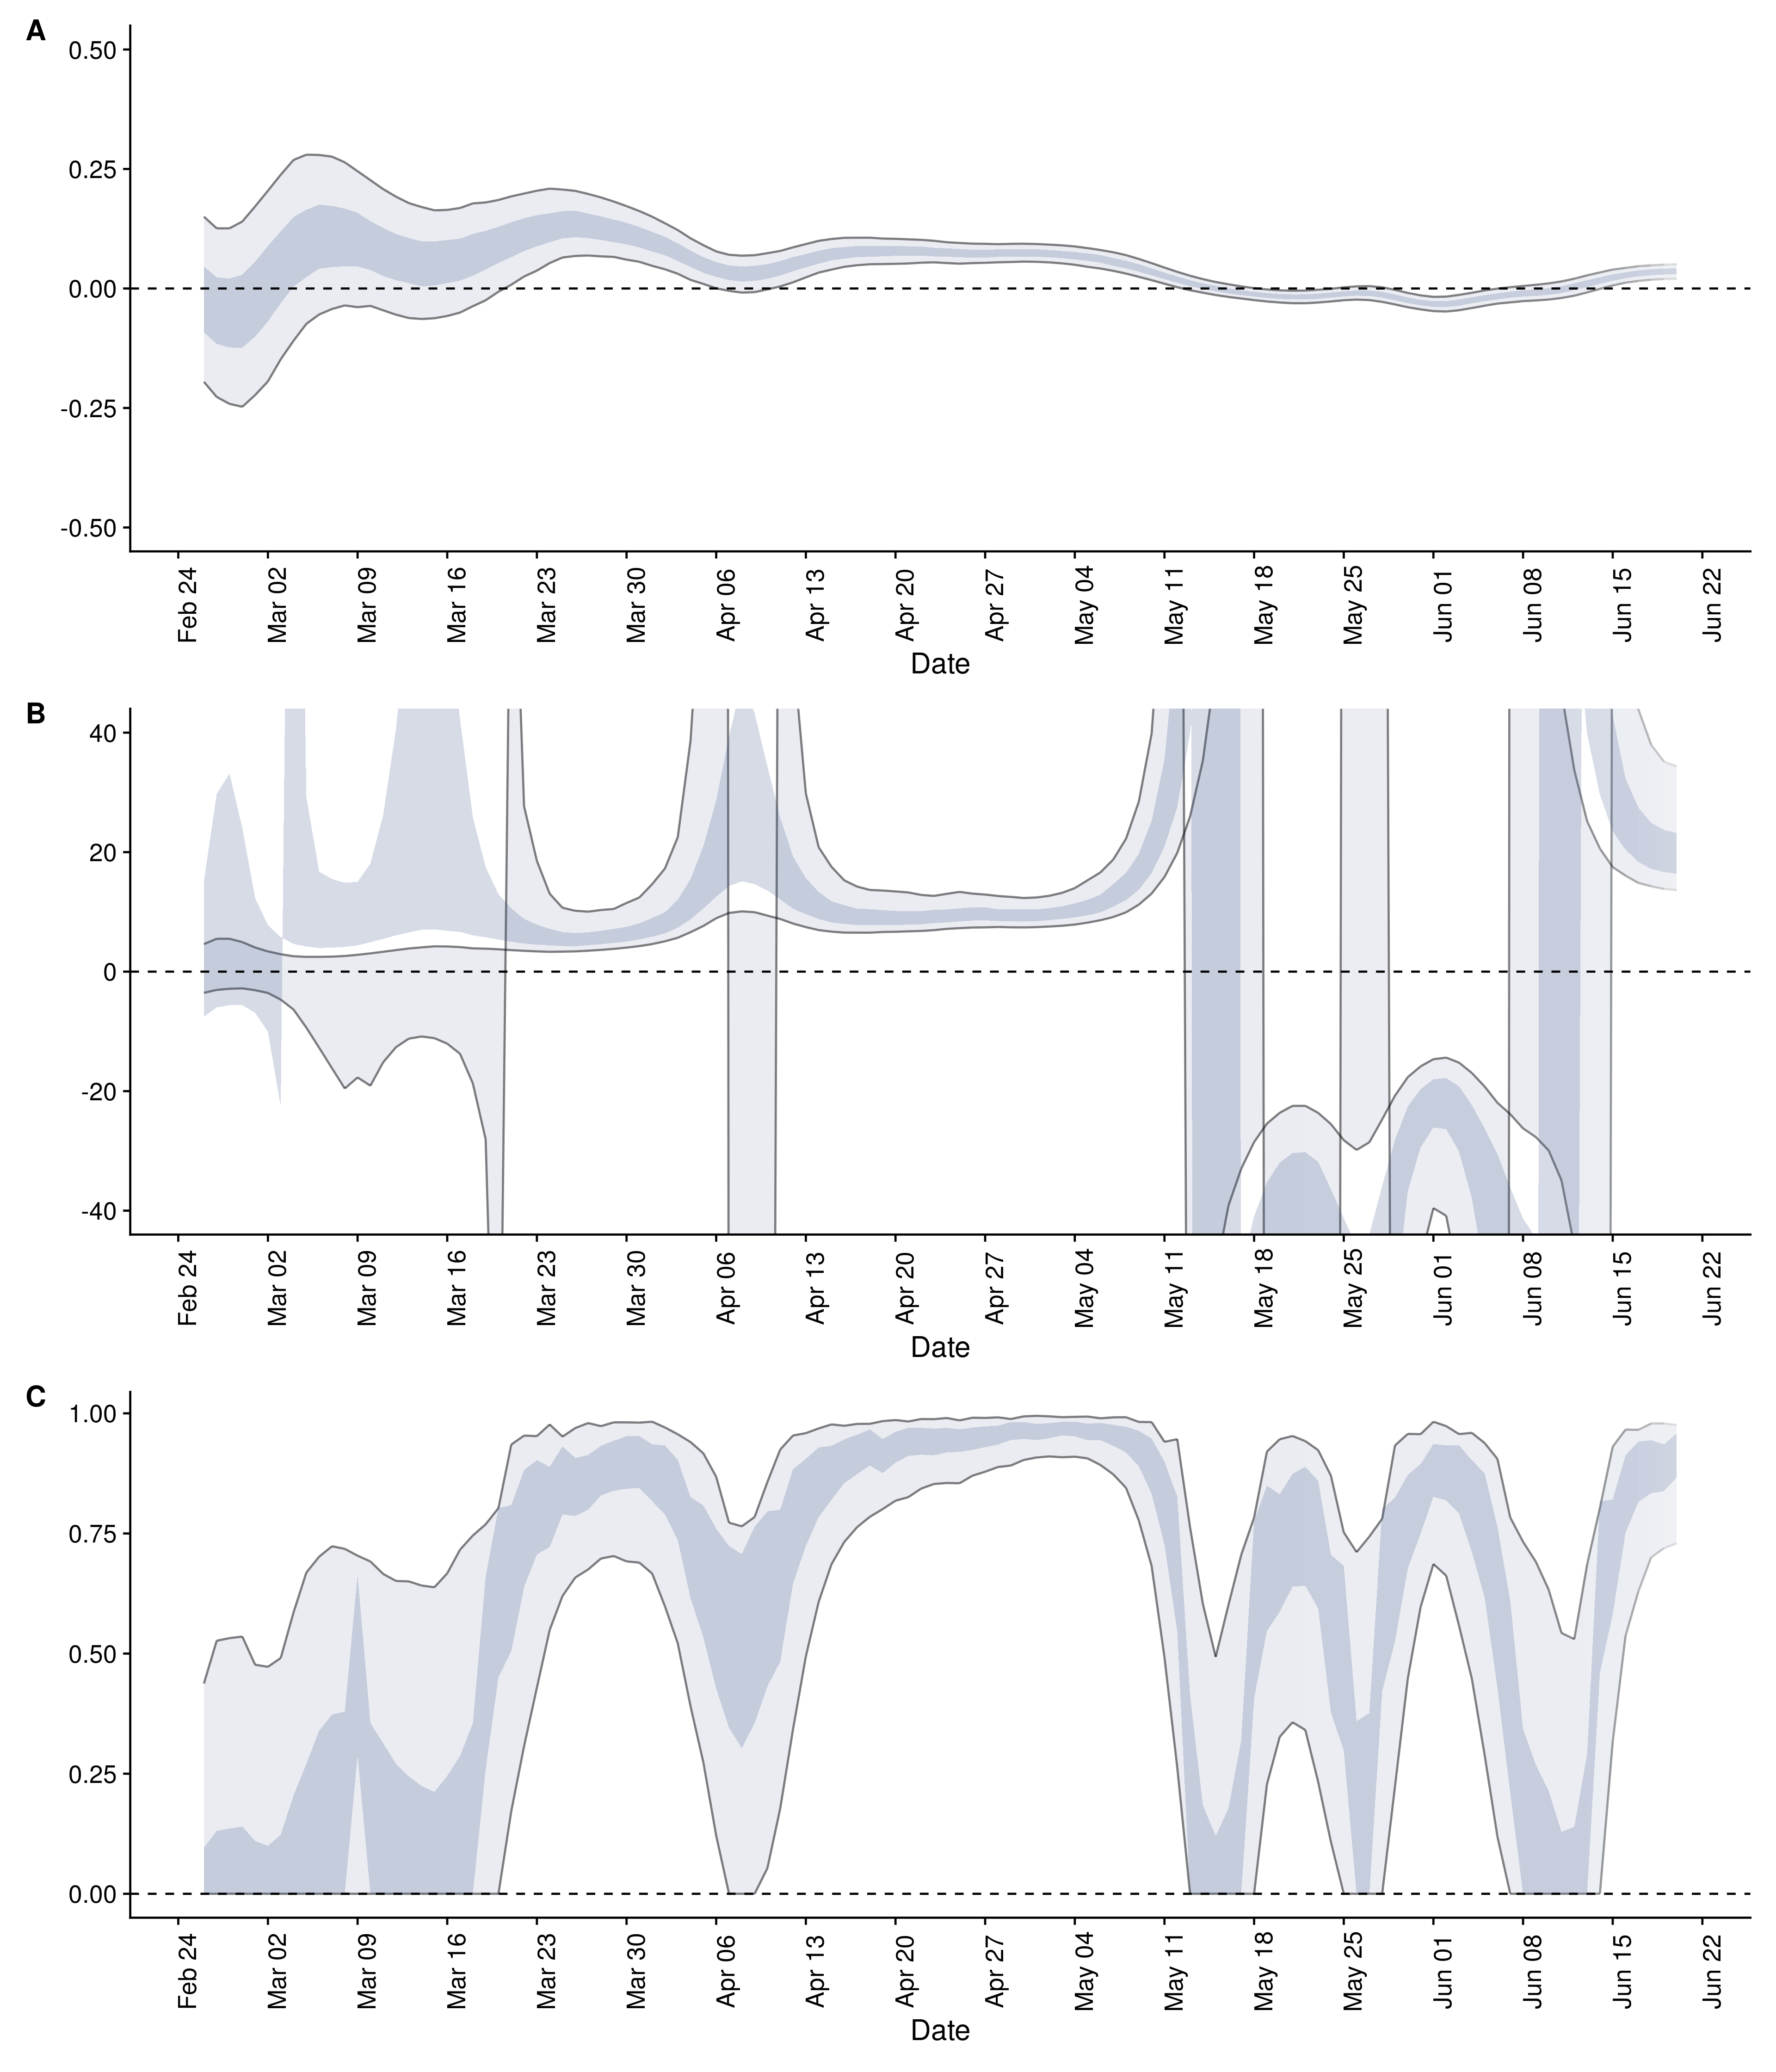 A
0.50
0.25
0.00
-0.25
-0.50
Feb 24
Mar 02
Mar 09
Mar 16
Mar 23
Mar 30
Apr 06
Apr 13
Apr 20
Apr 27
May 04
May 11
May 18
May 25
Jun 01
Jun 08
Jun 15
Jun 22
Date
B
40
20
0
-20
-40
Feb 24
Mar 02
Mar 09
Mar 16
Mar 23
Mar 30
Apr 06
Apr 13
Apr 20
Apr 27
May 04
May 11
May 18
May 25
Jun 01
Jun 08
Jun 15
Jun 22
Date
C
1.00
0.75
0.50
0.25
0.00
Feb 24
Mar 02
Mar 09
Mar 16
Mar 23
Mar 30
Apr 06
Apr 13
Apr 20
Apr 27
May 04
May 11
May 18
May 25
Jun 01
Jun 08
Jun 15
Jun 22
Date